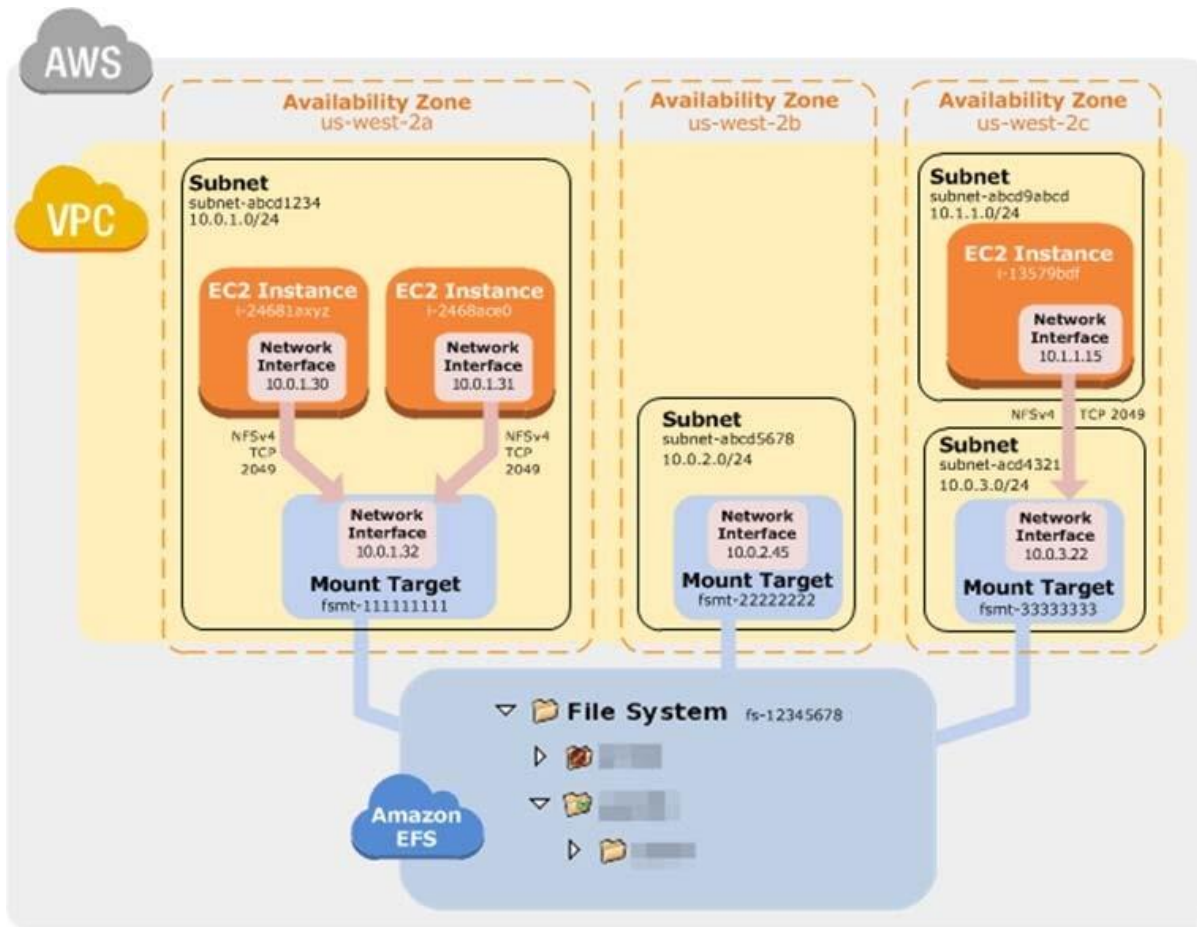 AWS
Availability Zone
us-west-2a
Availability Zone
us-west-2b
Availability Zone
us-west-2c
VPC
Subnet
subnet-abcd1234
10.0.1.0/24
EC2 Instance
i-24681axyz
Network
Interface
10.0.1.30
EC2 Instance
i-2468ace0
Network
Interface
10.0.1.31
NFSv4
TCP
2049
NFSv4
TCP
2049
Network
Interface
10.0.1.32
Mount Target
fsmt-111111111
Subnet
subnet-abcd5678
10.0.2.0/24
Network
Interface
10.0.2.45
Mount Target
fsmt-22222222
Subnet
subnet-abcd9abcd
10.1.1.0/24
EC2 Instance
i-13579bdf
Network
Interface
10.1.1.15
NFSv4 TCP 2049
Subnet
subnet-acd4321
10.0.3.0/24
Network
Interface
10.0.3.22
Mount Target
fsmt-33333333
File System fs-12345678
Amazon
EFS